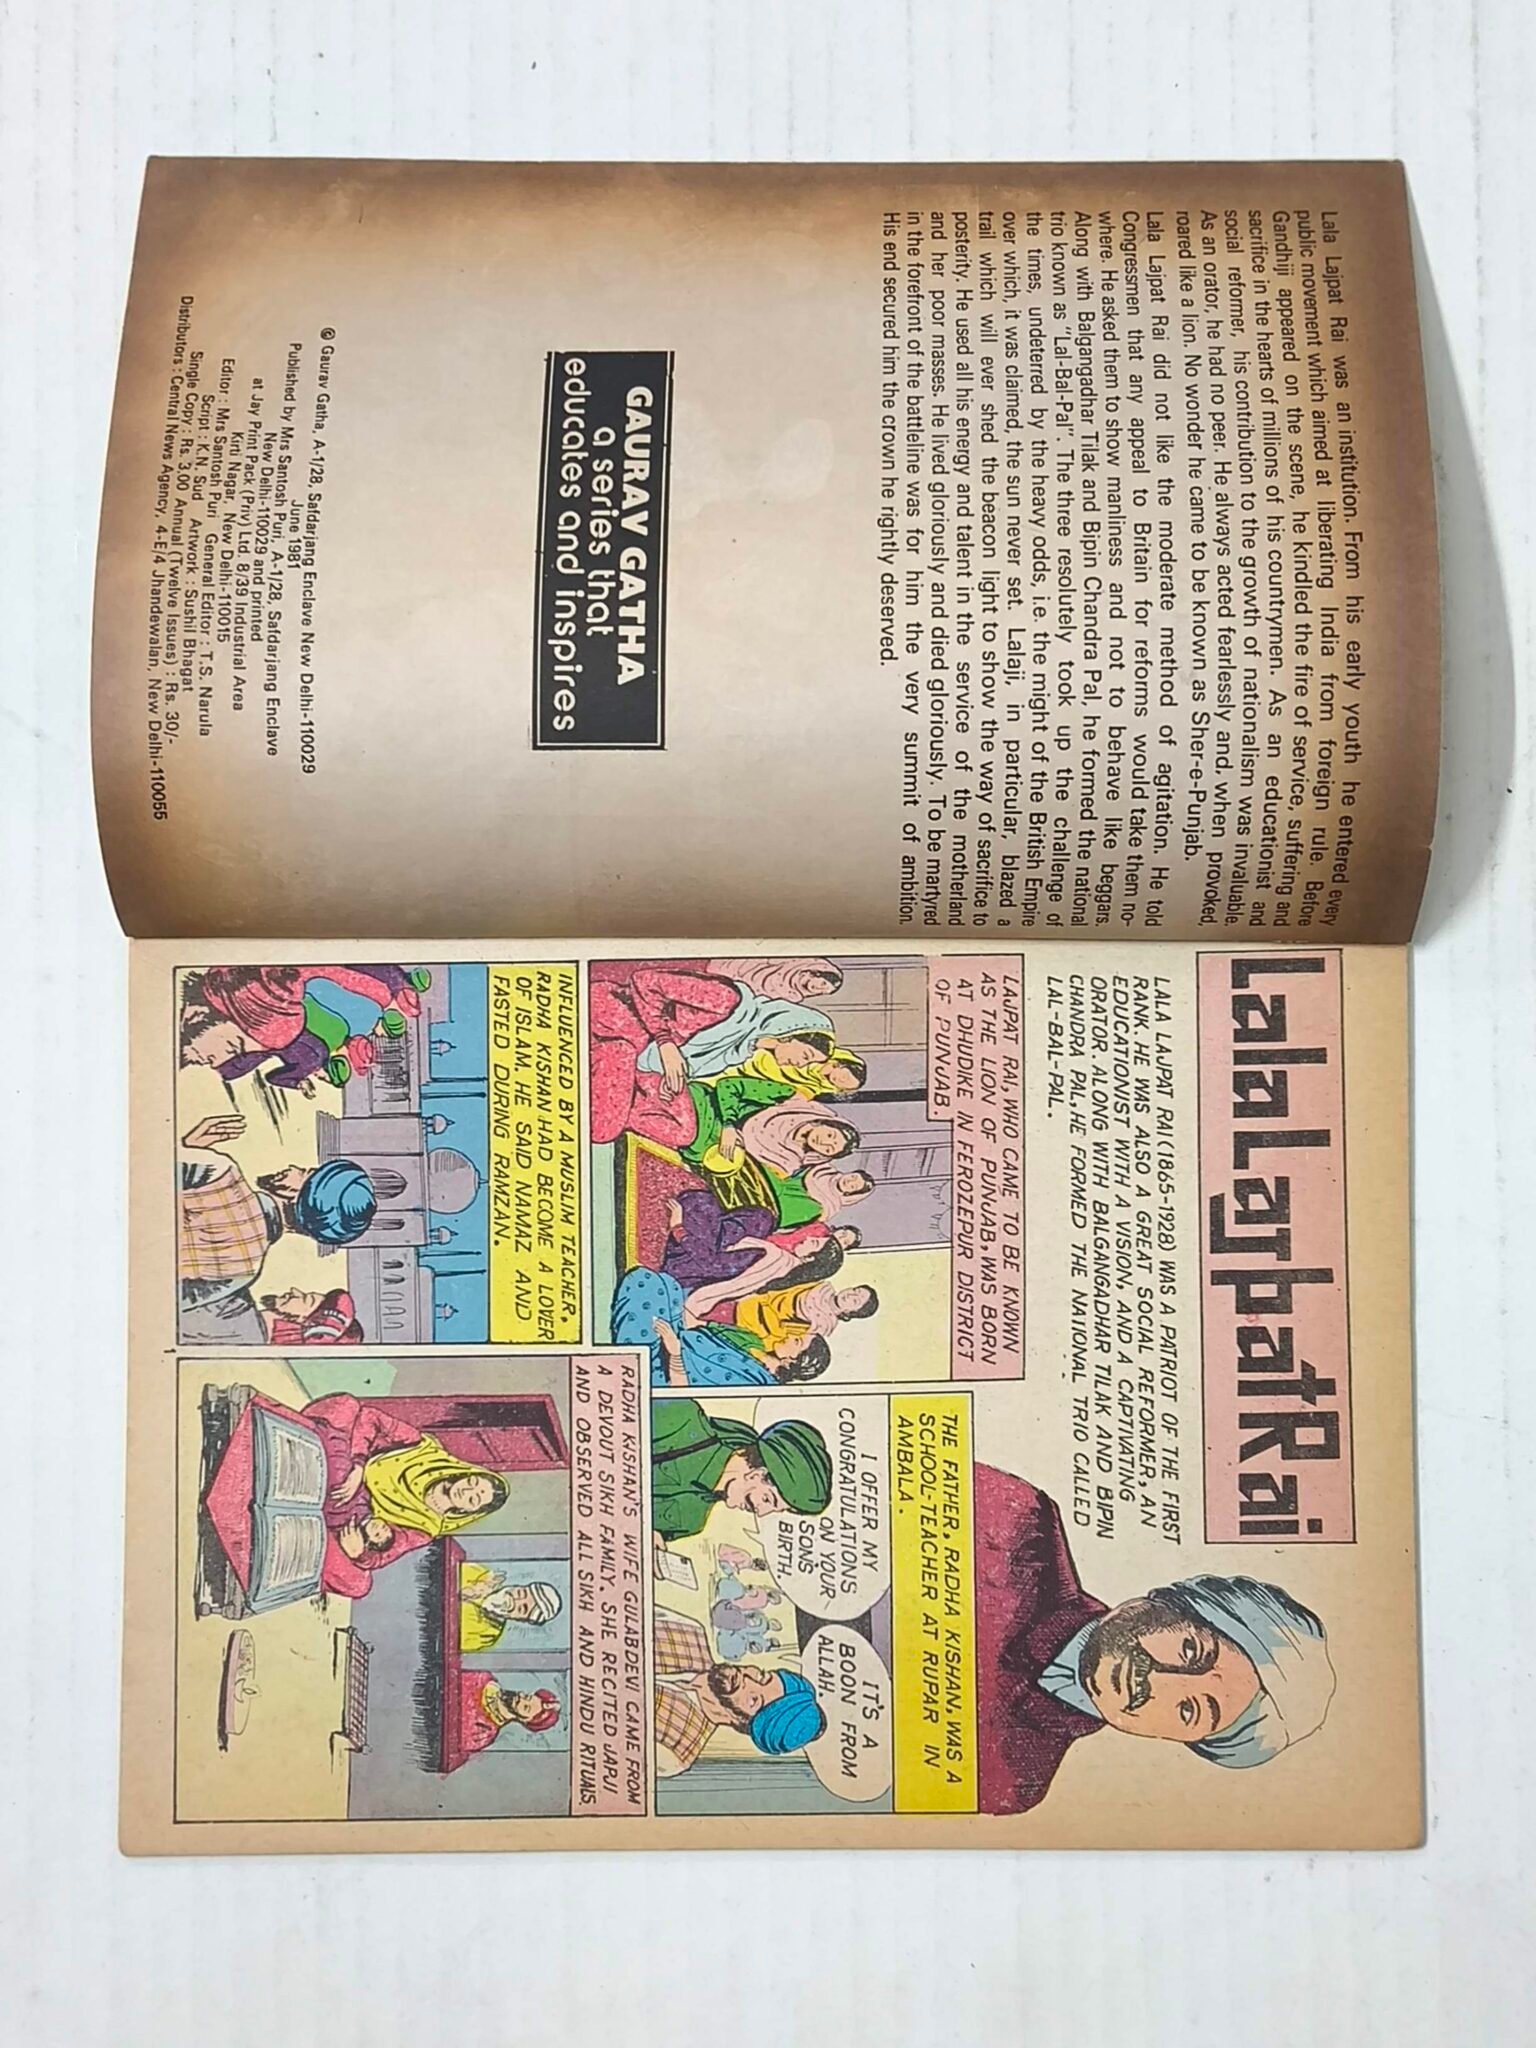 Lala Lajpat Rai was an institution. From his early youth he entered every
public movement which aimed at liberating India from foreign rule. Before
Gandhiji appeared on the scene, he kindled the fire of service, suffering and
sacrifice in the hearts of millions of his countrymen. As an educationist and
social reformer, his contribution to the growth of nationalism was invaluable.
As an orator, he had no peer. He always acted fearlessly and, when provoked,
roared like a lion. No wonder he came to be known as Sher-e-Punjab.
Lala Lajpat Rai did not like the moderate method of agitation. He told
Congressmen that any appeal to Britain for reforms would take them no-
where. He asked them to show manliness and not to behave like beggars.
Along with Balgangadhar Tilak and Bipin Chandra Pal, he formed the national
trio known as "Lal-Bal-Pal". The three resolutely took up the challenge of
the times, undeterred by the heavy odds, i.e. the might of the British Empire
over which, it was claimed, the sun never set. Lalaji, in particular, blazed a
trail which will ever shed the beacon light to show the way of sacrifice to
posterity. He used all his energy and talent in the service of the motherland
and her poor masses. He lived gloriously and died gloriously. To be martyred
in the forefront of the battleline was for him the very summit of ambition.
His end secured him the crown he rightly deserved.
GAURAV GATHA
a series that
educates and inspires
© Gaurav Gatha, A-1/28, Safdarjang Enclave New Delhi-110029
June 1981
Published by Mrs Santosh Puri, A-1/28, Safdarjang Enclave
New Delhi-110029 and printed
at Jay Print Pack (Priv) Ltd. 8/39 Industrial Area
Kirti Nagar, New Delhi-110015
Editor : Mrs Santosh Puri General Editor : T.S. Narula
Script : K.N. Sud Artwork : Sushil Bhagat
Single Copy : Rs. 3.00 Annual (Twelve Issues) : Rs. 30/-
Distributors : Central News Agency, 4-E/4 Jhandewalan, New Delhi-110055
Lala Lajpat Rai
LALA LAJPAT RAI (1865-1928) WAS A PATRIOT OF THE FIRST
RANK. HE WAS ALSO A GREAT SOCIAL REFORMER, AN
EDUCATIONIST WITH A VISION, AND A CAPTIVATING
ORATOR. ALONG WITH BALGANGADHAR TILAK AND BIPIN
CHANDRA PAL, HE FORMED THE NATIONAL TRIO CALLED
LAL-BAL-PAL.
LAJPAT RAI, WHO CAME TO BE KNOWN
AS THE LION OF PUNJAB, WAS BORN
AT DHUDIKE IN FEROZEPUR DISTRICT
OF PUNJAB.
THE FATHER, RADHA KISHAN, WAS A
SCHOOL-TEACHER AT RUPAR IN
AMBALA.
I OFFER MY
CONGRATULATIONS
ON YOUR
SON'S
BIRTH.
IT'S A
BOON FROM
ALLAH.
INFLUENCED BY A MUSLIM TEACHER,
RADHA KISHAN HAD BECOME A LOVER
OF ISLAM. HE SAID NAMAZ AND
FASTED DURING RAMZAN.
RADHA KISHAN'S WIFE GULABDEVI CAME FROM
A DEVOUT SIKH FAMILY. SHE RECITED JAPJI
AND OBSERVED ALL SIKH AND HINDU RITUALS.
1